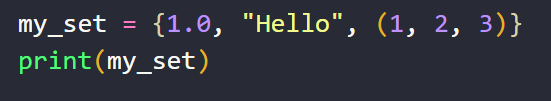 my_set = {1.0, "Hello", (1, 2, 3)}
print(my_set)